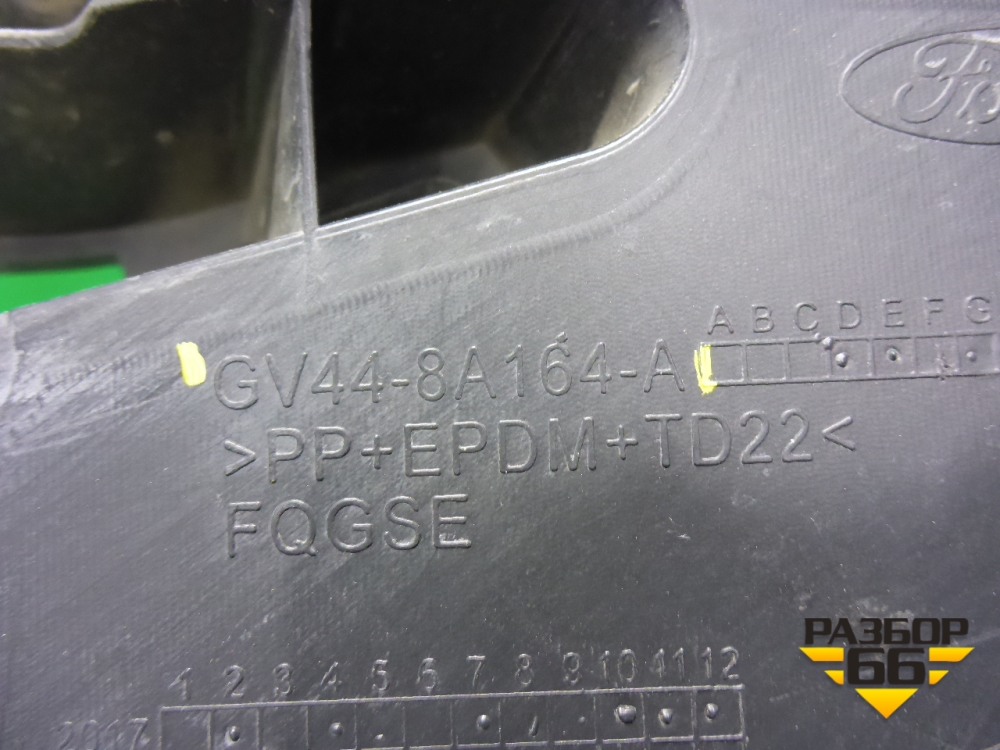 Ford
A B C D E F G
GV44-8A164-A
>PP+EPDM+TD22<
FQGSE
1 2 3 4 5 6 7 8 9 10 11 12
2017
РАЗБОР
66